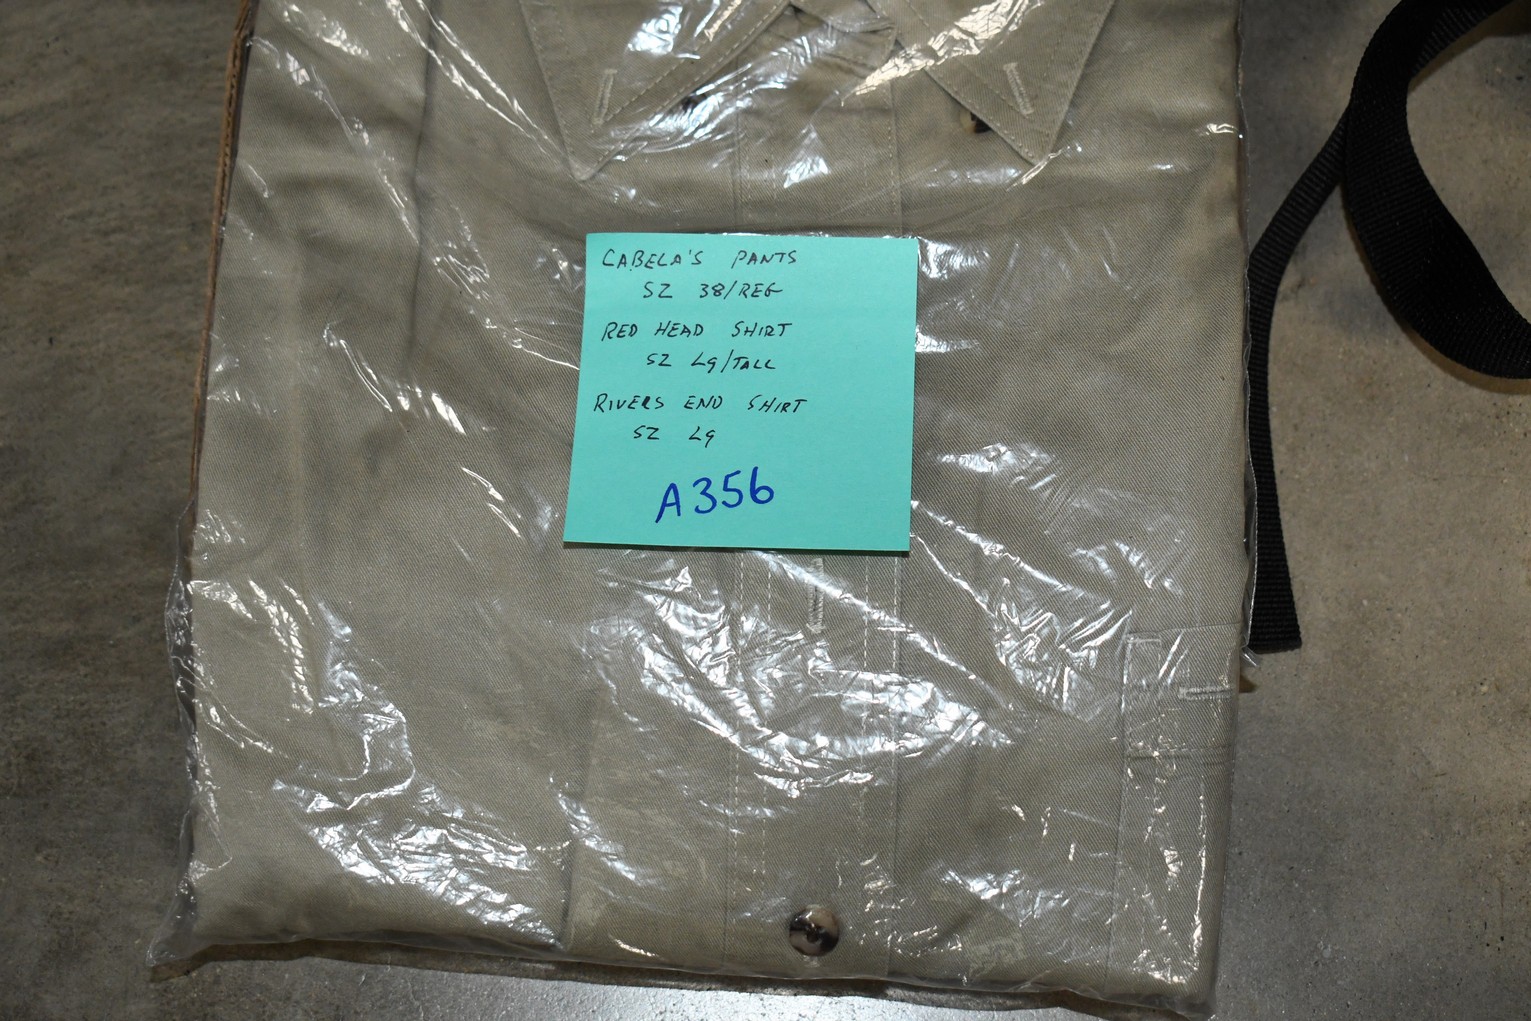 CABELA'S PANTS
SZ 38/REG
RED HEAD SHIRT
SZ Lg/TALL
RIVERS END SHIRT
SZ Lg
A356